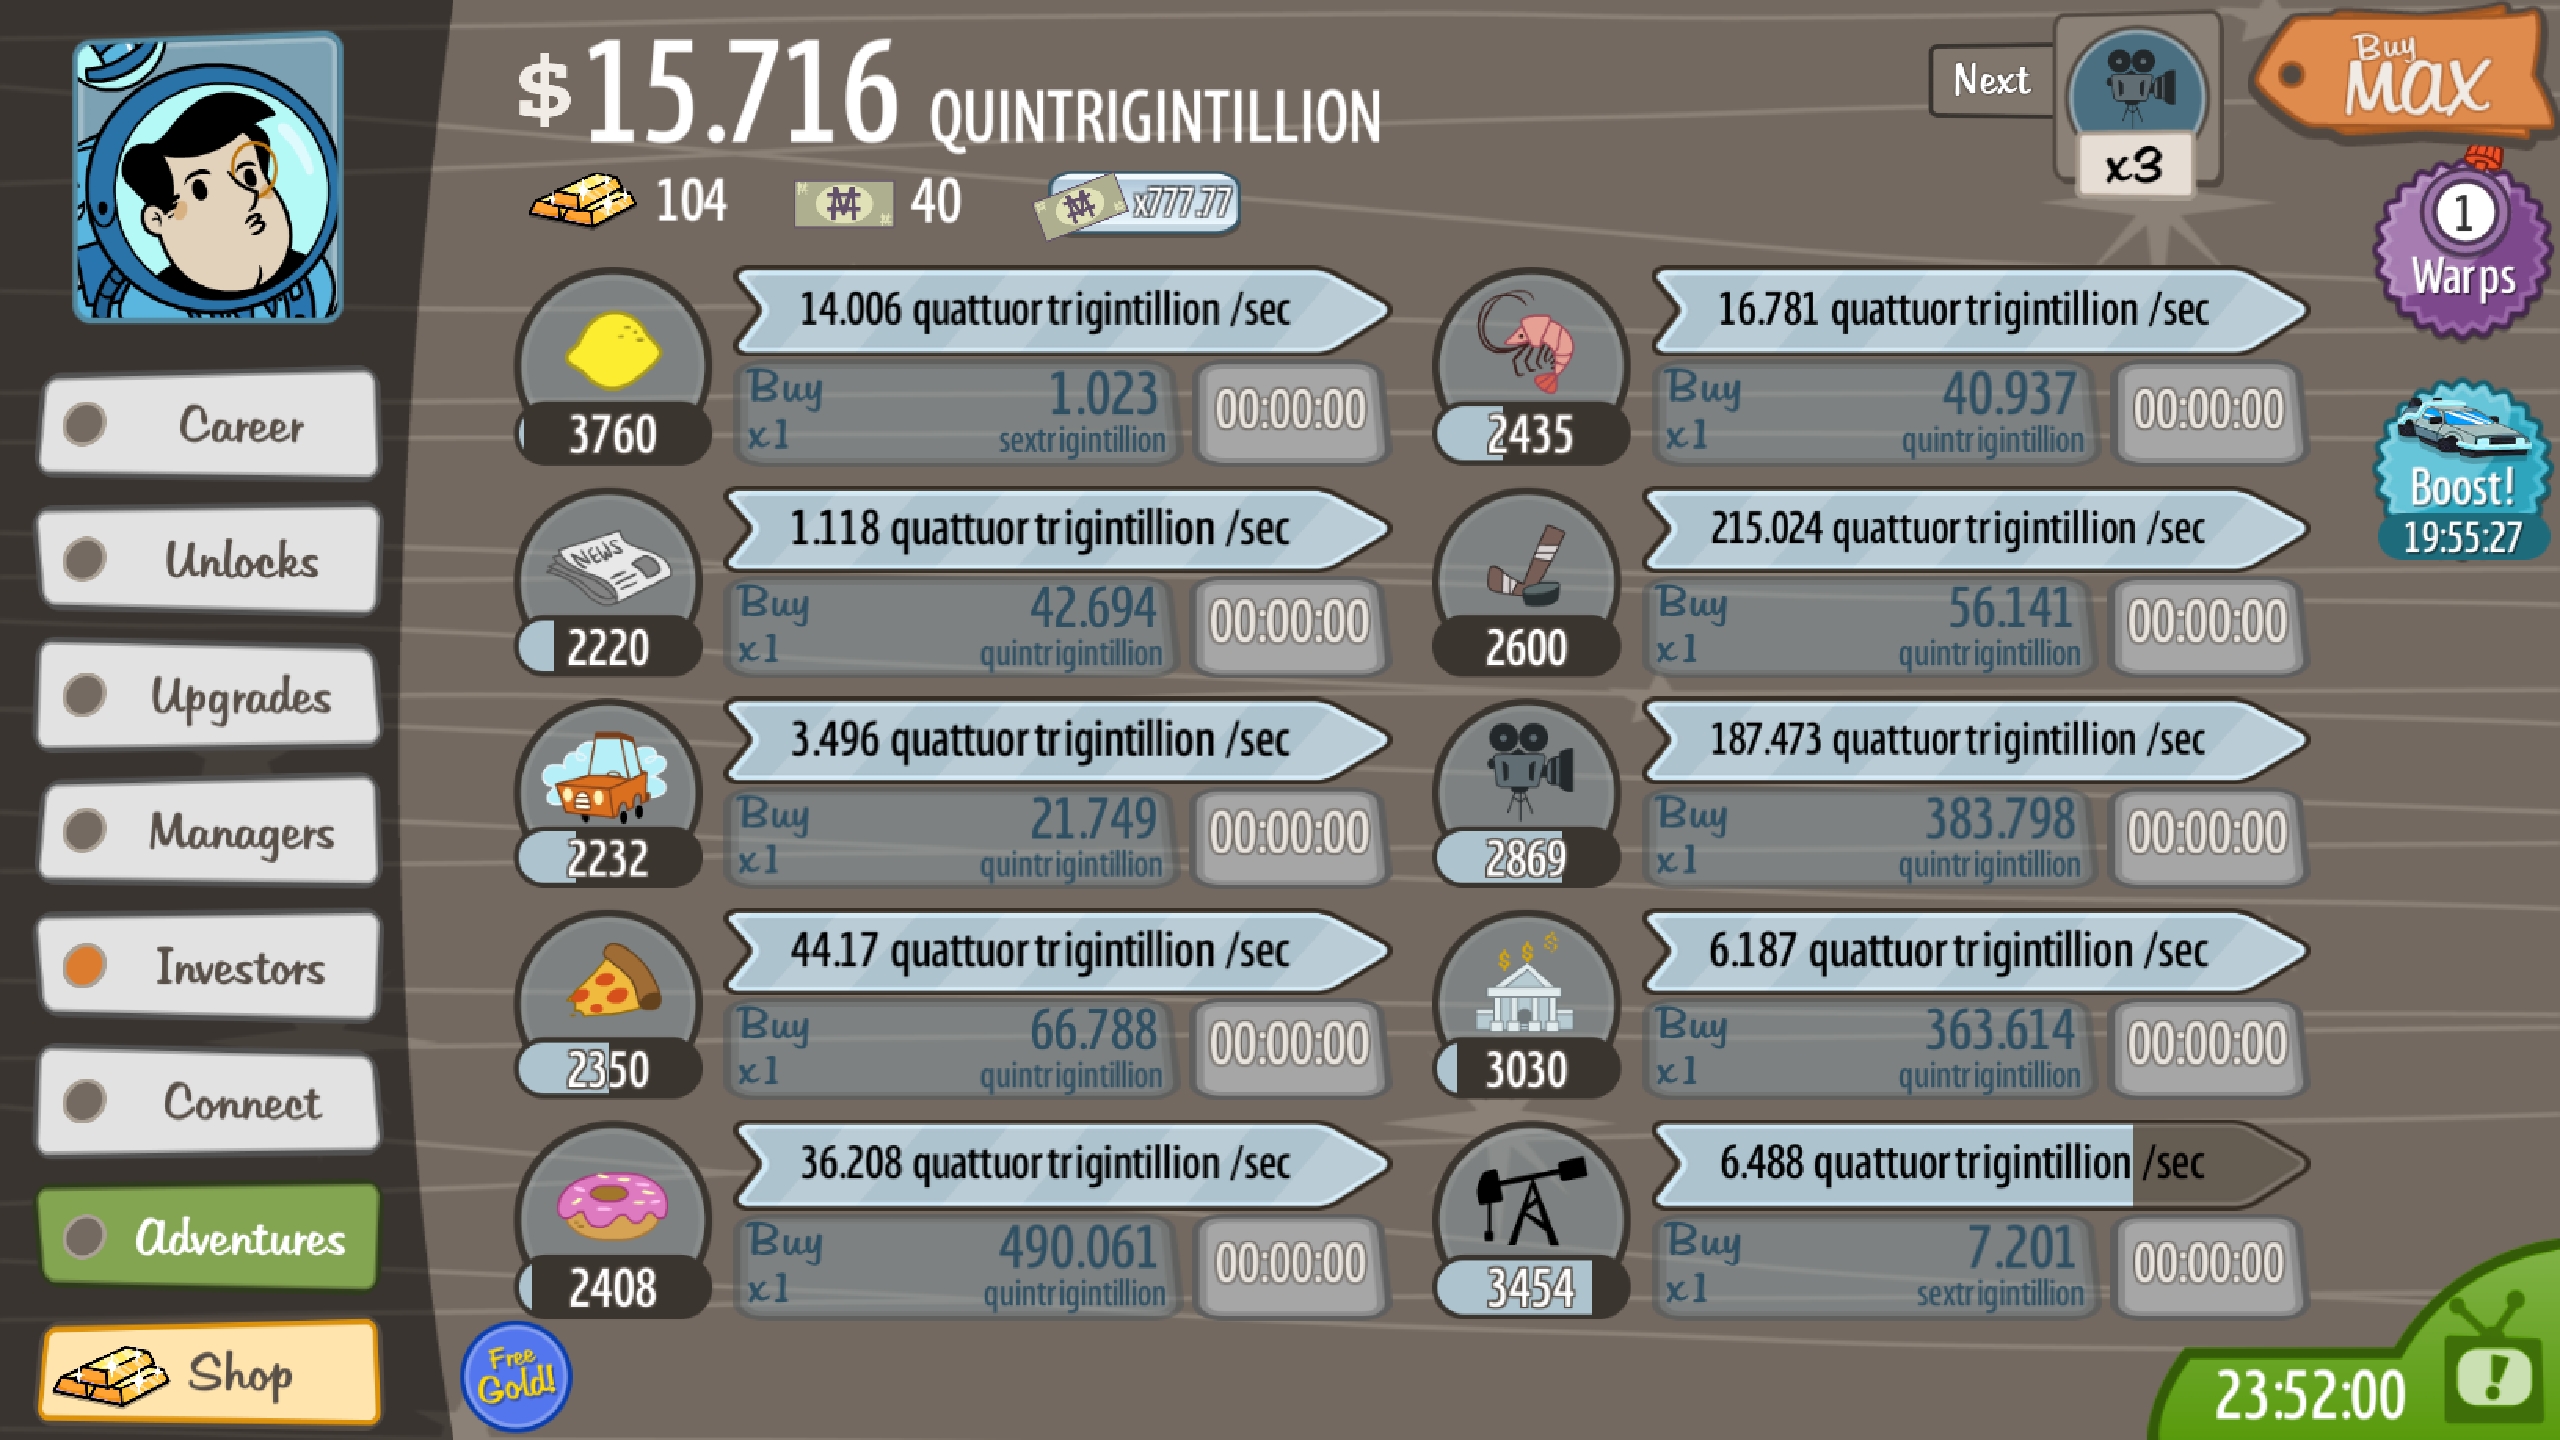 $15.716 QUINTRIGINTILLION
Next
x3
Buy
MAX
104
40
x777.77
1
Warps
Boost!
19:55:27
Career
Unlocks
Upgrades
Managers
Investors
Connect
Adventures
Shop
14.006 quattuortrigintillion /sec
3760
Buy x1
1.023 sextrigintillion
00:00:00
NEWS
1.118 quattuortrigintillion /sec
2220
Buy x1
42.694 quintrigintillion
00:00:00
3.496 quattuortrigintillion /sec
2232
Buy x1
21.749 quintrigintillion
00:00:00
44.17 quattuortrigintillion /sec
2350
Buy x1
66.788 quintrigintillion
00:00:00
36.208 quattuortrigintillion /sec
2408
Buy x1
490.061 quintrigintillion
00:00:00
16.781 quattuortrigintillion /sec
2435
Buy x1
40.937 quintrigintillion
00:00:00
215.024 quattuortrigintillion /sec
2600
Buy x1
56.141 quintrigintillion
00:00:00
187.473 quattuortrigintillion /sec
2869
Buy x1
383.798 quintrigintillion
00:00:00
6.187 quattuortrigintillion /sec
3030
Buy x1
363.614 quintrigintillion
00:00:00
6.488 quattuortrigintillion /sec
3454
Buy x1
7.201 sextrigintillion
00:00:00
Free
Gold!
23:52:00
!